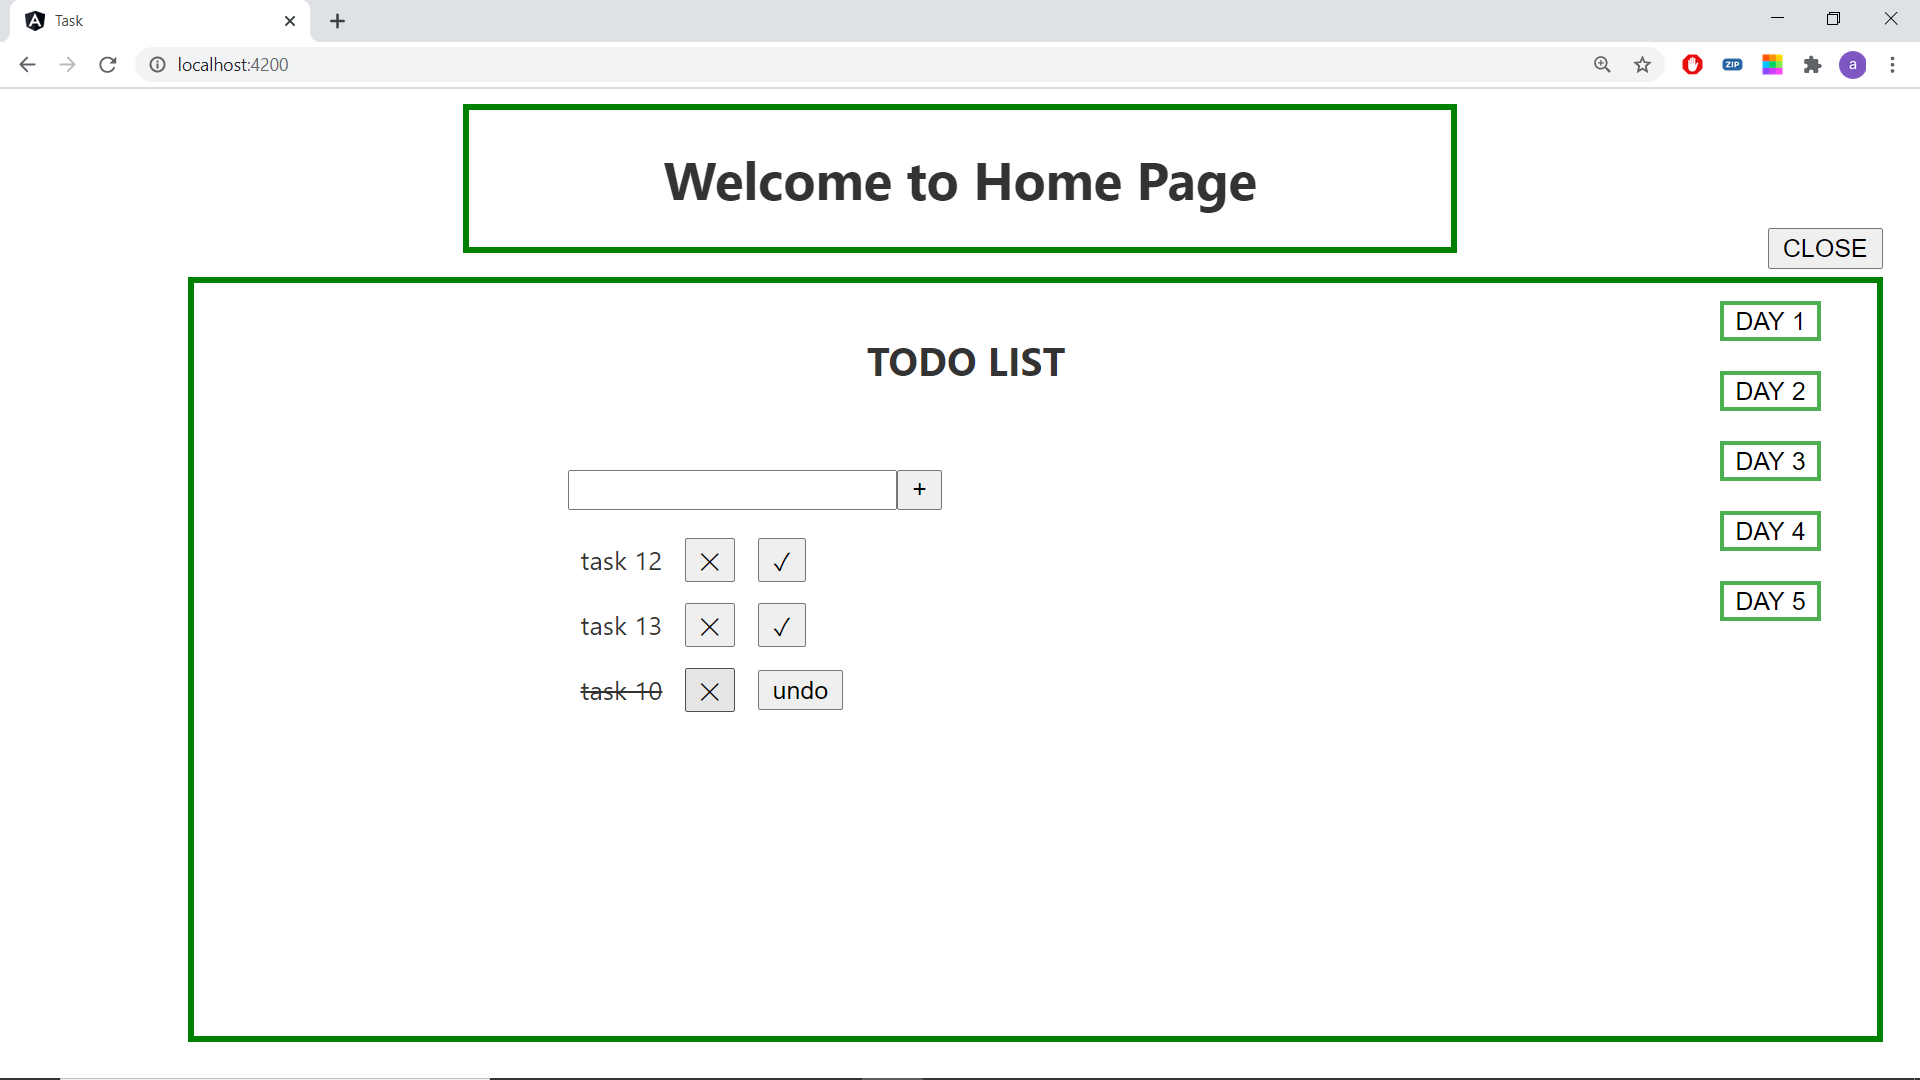 Task
localhost:4200
ZIP
a
Welcome to Home Page
CLOSE
DAY 1
TODO LIST
DAY 2
DAY 3
+
DAY 4
task 12 ✓
DAY 5
task 13 ✓
task 10 undo